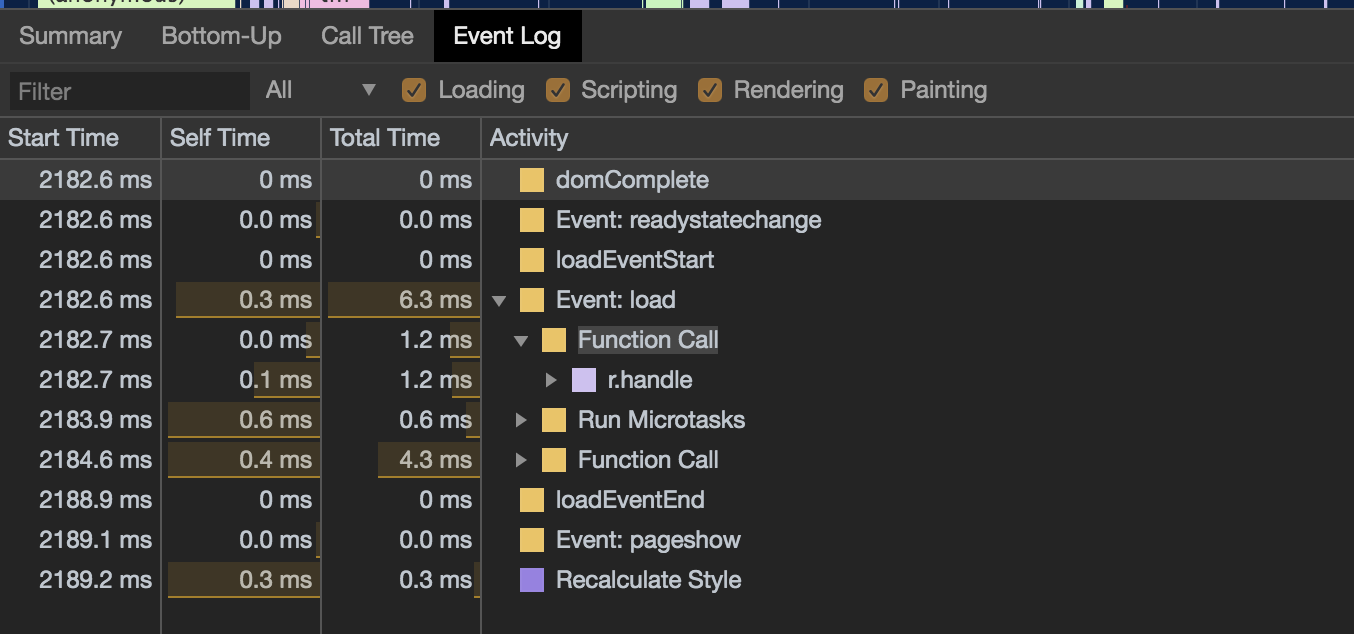 (anonymous)
Summary Bottom-Up Call Tree Event Log
Filter All ▼ Loading Scripting Rendering Painting
Start Time Self Time Total Time Activity
2182.6 ms 0 ms 0 ms domComplete
2182.6 ms 0.0 ms 0.0 ms Event: readystatechange
2182.6 ms 0 ms 0 ms loadEventStart
2182.6 ms 0.3 ms 6.3 ms Event: load
2182.7 ms 0.0 ms 1.2 ms Function Call
2182.7 ms 0.1 ms 1.2 ms r.handle
2183.9 ms 0.6 ms 0.6 ms Run Microtasks
2184.6 ms 0.4 ms 4.3 ms Function Call
2188.9 ms 0 ms 0 ms loadEventEnd
2189.1 ms 0.0 ms 0.0 ms Event: pageshow
2189.2 ms 0.3 ms 0.3 ms Recalculate Style